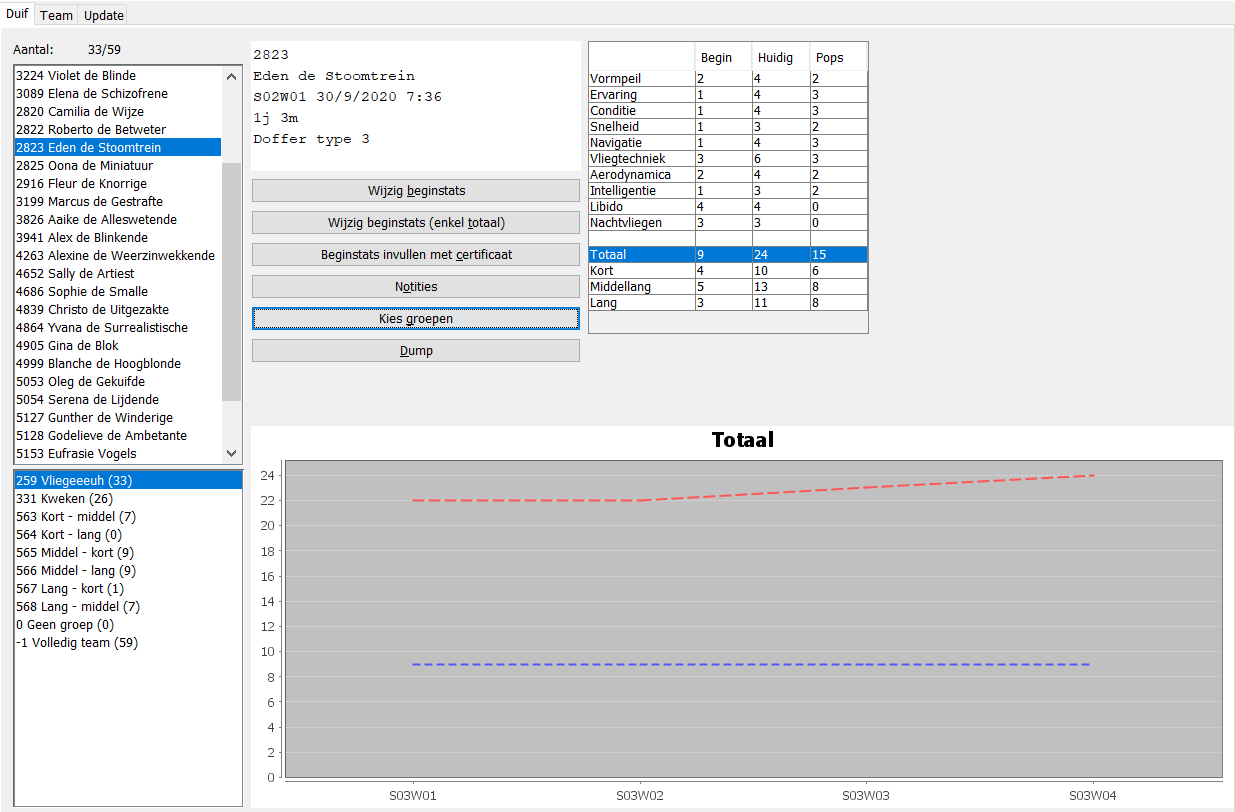 Duif Team Update
Aantal: 33/59
3224 Violet de Blinde
3089 Elena de Schizofrene
2820 Camilia de Wijze
2822 Roberto de Betweter
2823 Eden de Stoomtrein
2825 Oona de Miniatuur
2916 Fleur de Knorrige
3199 Marcus de Gestrafte
3826 Aaike de Alleswetende
3941 Alex de Blinkende
4263 Alexine de Weerzinwekkende
4652 Sally de Artiest
4686 Sophie de Smalle
4839 Christo de Uitgezakte
4864 Yvana de Surrealistische
4905 Gina de Blok
4999 Blanche de Hoogblonde
5053 Oleg de Gekuifde
5054 Serena de Lijdende
5127 Gunther de Winderige
5128 Godelieve de Ambetante
5153 Eufrasie Vogels
259 Vliegeeeuh (33)
331 Kweken (26)
563 Kort - middel (7)
564 Kort - lang (0)
565 Middel - kort (9)
566 Middel - lang (9)
567 Lang - kort (1)
568 Lang - middel (7)
0 Geen groep (0)
-1 Volledig team (59)
2823
Eden de Stoomtrein
S02W01 30/9/2020 7:36
1j 3m
Doffer type 3
Wijzig beginstats
Wijzig beginstats (enkel totaal)
Beginstats invullen met certificaat
Notities
Kies groepen
Dump
Begin Huidig Pops
Vormpeil 2 4 2
Ervaring 1 4 3
Conditie 1 4 3
Snelheid 1 3 2
Navigatie 1 4 3
Vliegtechniek 3 6 3
Aerodynamica 2 4 2
Intelligentie 1 3 2
Libido 4 4 0
Nachtvliegen 3 3 0
Totaal 9 24 15
Kort 4 10 6
Middellang 5 13 8
Lang 3 11 8
Totaal
24
22
20
18
16
14
12
10
8
6
4
2
0
S03W01 S03W02 S03W03 S03W04